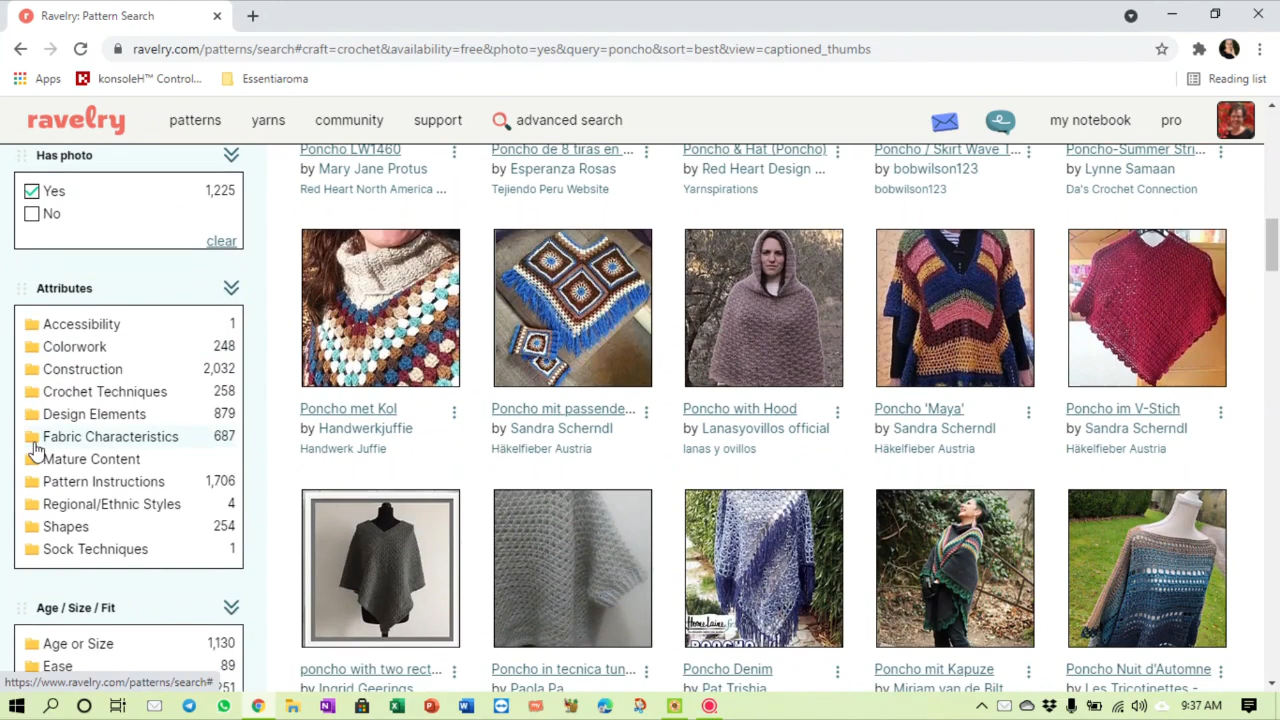 Ravelry: Pattern Search
ravelry.com/patterns/search#craft=crochet&availability=free&photo=yes&query=poncho&sort=best&view=captioned_thumbs
Apps konsoleH™ Control... Essentiaroma Reading list
ravelry patterns yarns community support advanced search my notebook pro
Has photo
Yes 1,225
No
clear
Attributes
Accessibility 1
Colorwork 248
Construction 2,032
Crochet Techniques 258
Design Elements 879
Fabric Characteristics 687
Mature Content
Pattern Instructions 1,706
Regional/Ethnic Styles 4
Shapes 254
Sock Techniques 1
Age / Size / Fit
Age or Size 1,130
Ease 89
251
https://www.ravelry.com/patterns/search#
Poncho LW1460
by Mary Jane Protus
Red Heart North America ...
Poncho de 8 tiras en ...
by Esperanza Rosas
Tejiendo Peru Website
Poncho & Hat (Poncho)
by Red Heart Design ...
Yarnspirations
Poncho / Skirt Wave T...
by bobwilson123
bobwilson123
Poncho-Summer Stri...
by Lynne Samaan
Da's Crochet Connection
Poncho met Kol
by Handwerkjuffie
Handwerk Juffie
Poncho mit passende...
by Sandra Scherndl
Häkelfieber Austria
Poncho with Hood
by Lanasyovillos official
lanas y ovillos
Poncho 'Maya'
by Sandra Scherndl
Häkelfieber Austria
Poncho im V-Stich
by Sandra Scherndl
Häkelfieber Austria
poncho with two rect...
by Ingrid Geerings
Poncho in tecnica tun...
by Paola Pa
Poncho Denim
by Pat Trishia
Poncho mit Kapuze
by Mirjam van de Bilt
Poncho Nuit d'Automne
by Les Tricotinettes -
9:37 AM